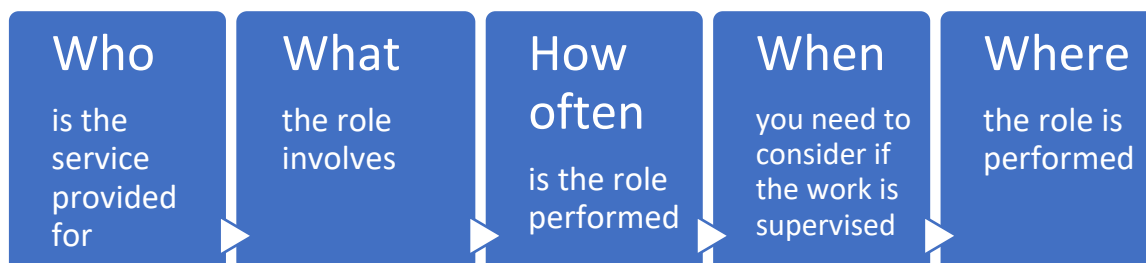 Who
is the
service
provided
for
What
the role
involves
How
often
is the role
performed
When
you need to
consider if
the work is
supervised
Where
the role is
performed